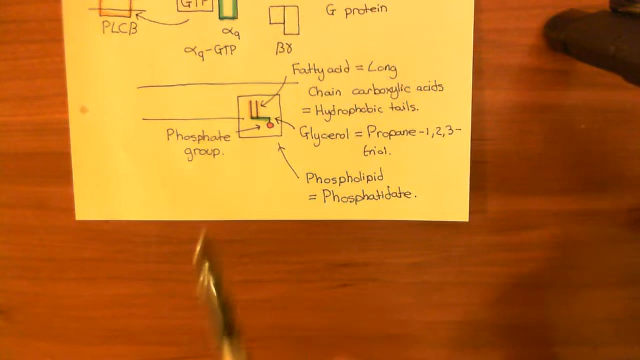 GTP
G protein
PLCβ
αq
αq-GTP
βγ
Fatty acid = Long
Chain carboxylic acids
= Hydrophobic tails.
Phosphate
group.
Glycerol = Propane-1,2,3-
triol.
Phospholipid
= Phosphatidate.